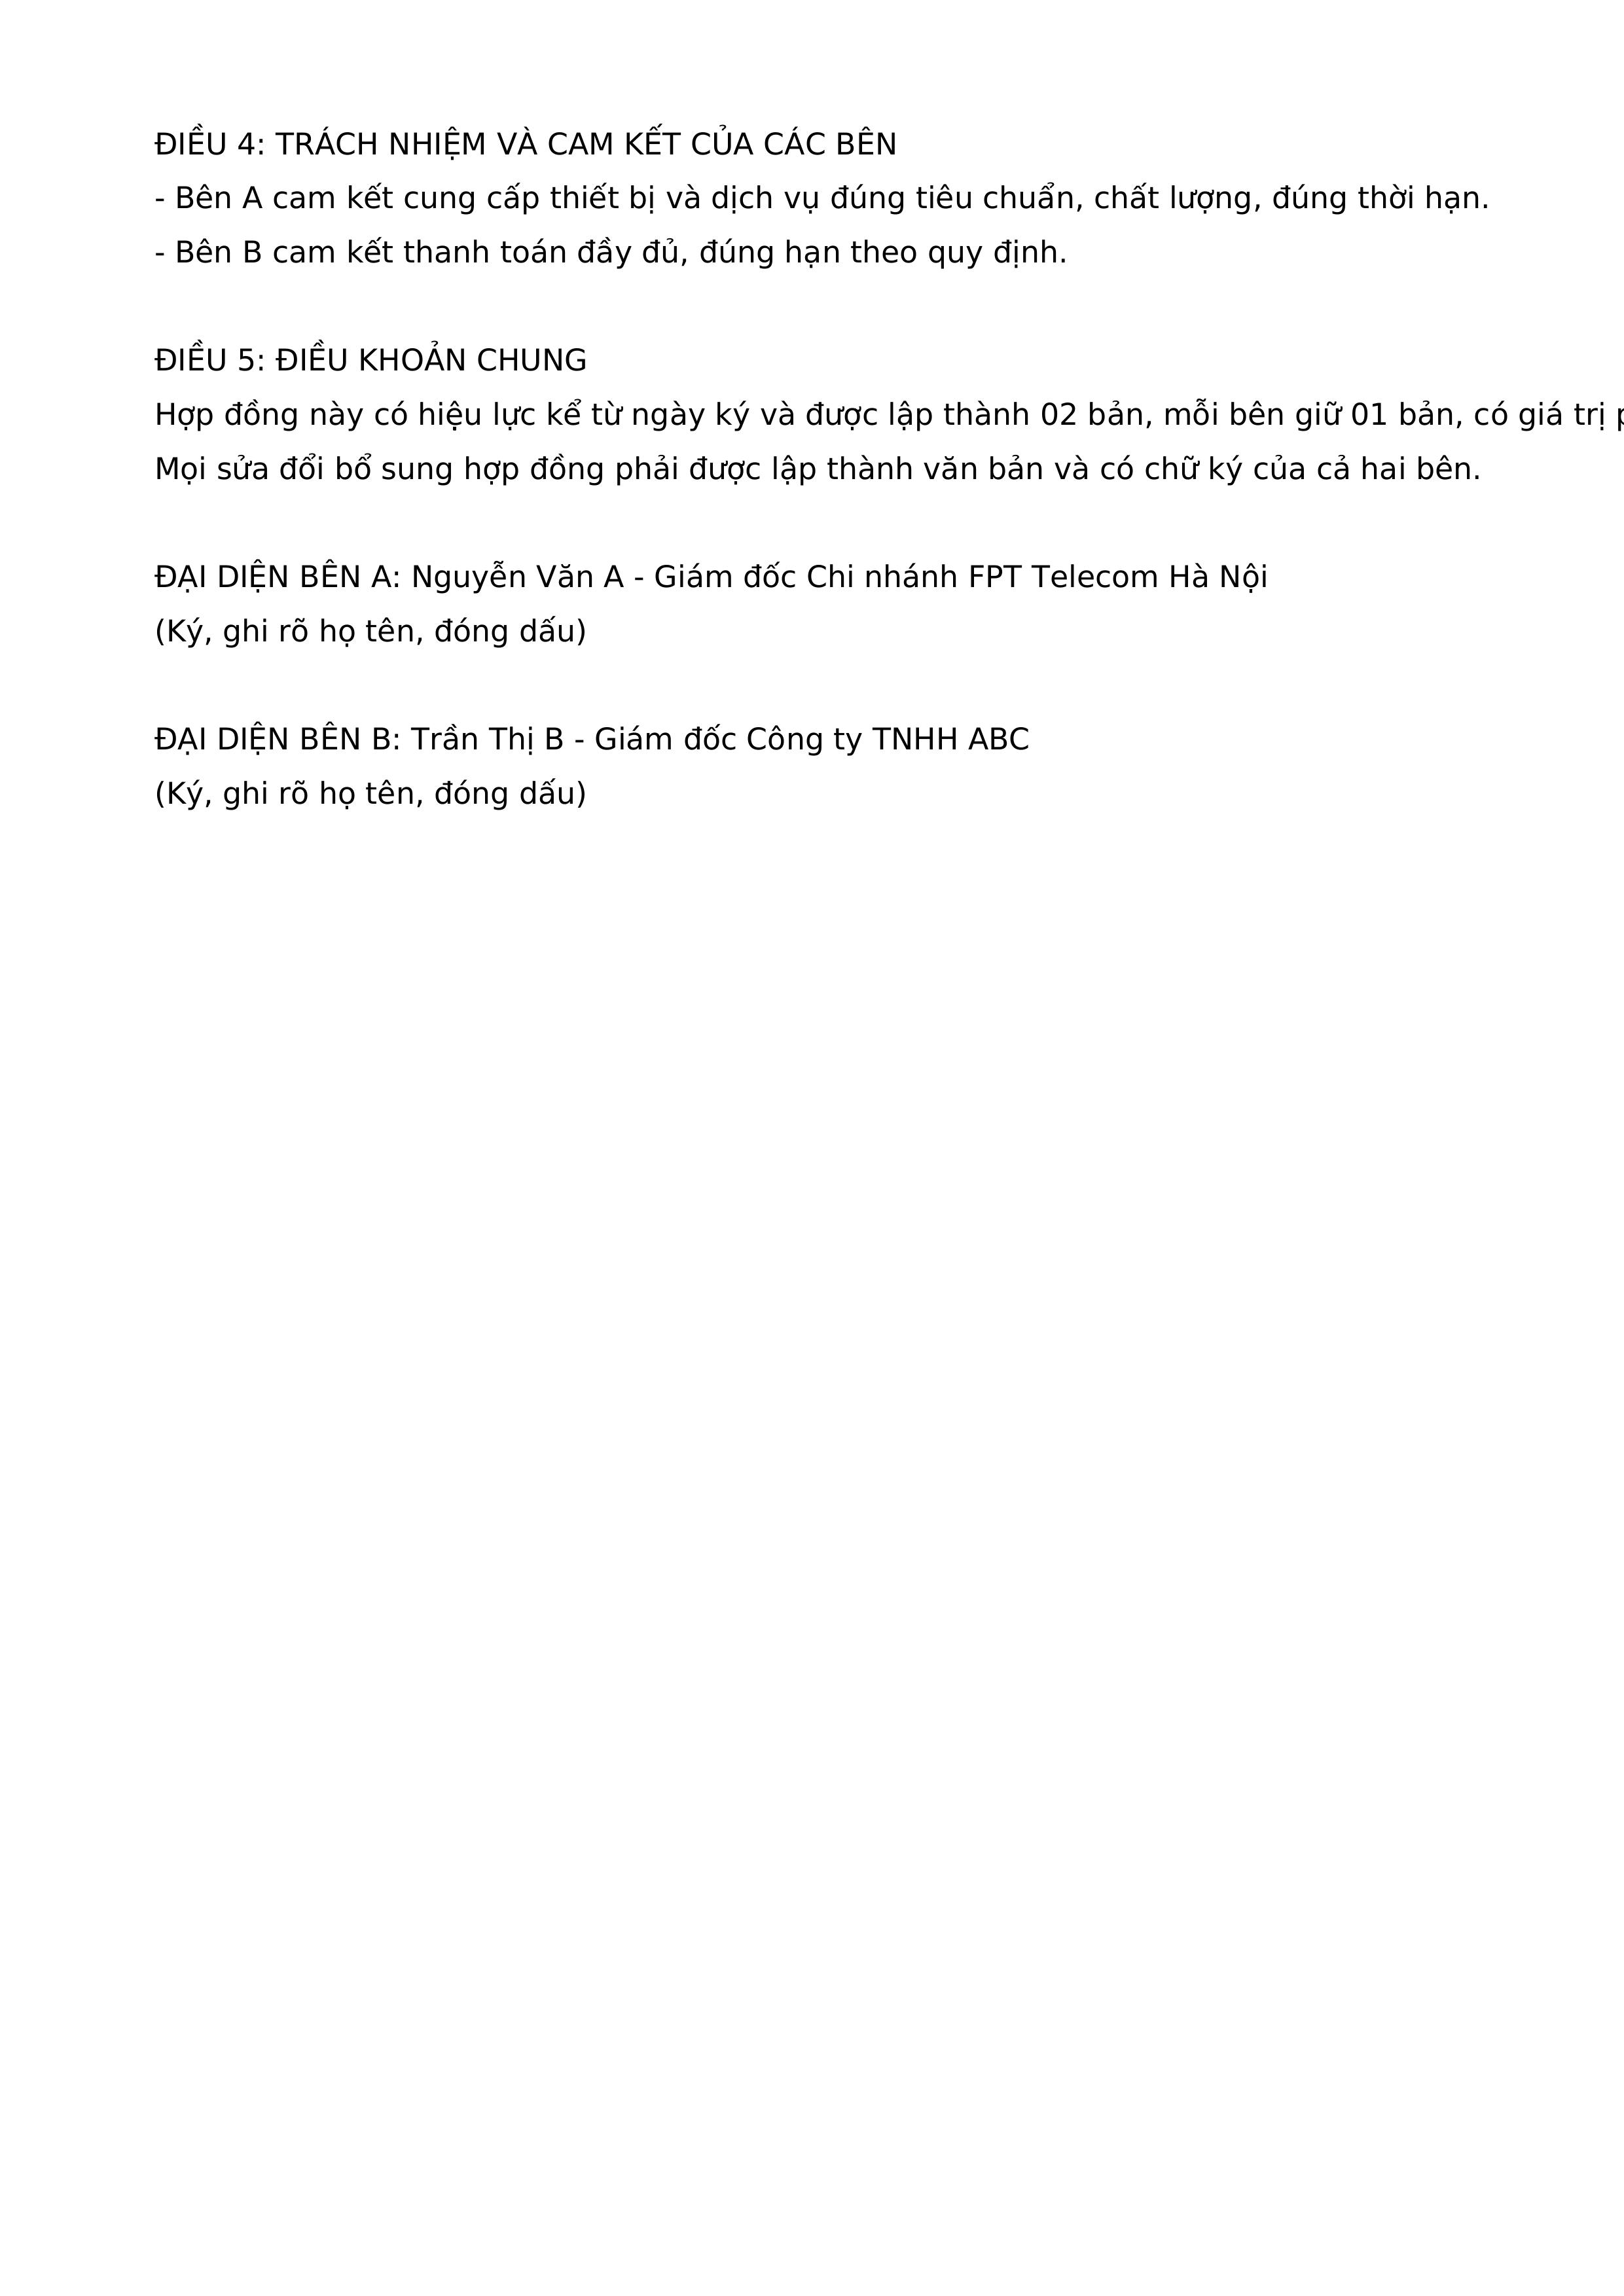 ĐIỀU 4: TRÁCH NHIỆM VÀ CAM KẾT CỦA CÁC BÊN
- Bên A cam kết cung cấp thiết bị và dịch vụ đúng tiêu chuẩn, chất lượng, đúng thời hạn.
- Bên B cam kết thanh toán đầy đủ, đúng hạn theo quy định.
ĐIỀU 5: ĐIỀU KHOẢN CHUNG
Hợp đồng này có hiệu lực kể từ ngày ký và được lập thành 02 bản, mỗi bên giữ 01 bản, có giá trị
Mọi sửa đổi bổ sung hợp đồng phải được lập thành văn bản và có chữ ký của cả hai bên.
ĐẠI DIỆN BÊN A: Nguyễn Văn A - Giám đốc Chi nhánh FPT Telecom Hà Nội
(Ký, ghi rõ họ tên, đóng dấu)
ĐẠI DIỆN BÊN B: Trần Thị B - Giám đốc Công ty TNHH ABC
(Ký, ghi rõ họ tên, đóng dấu)